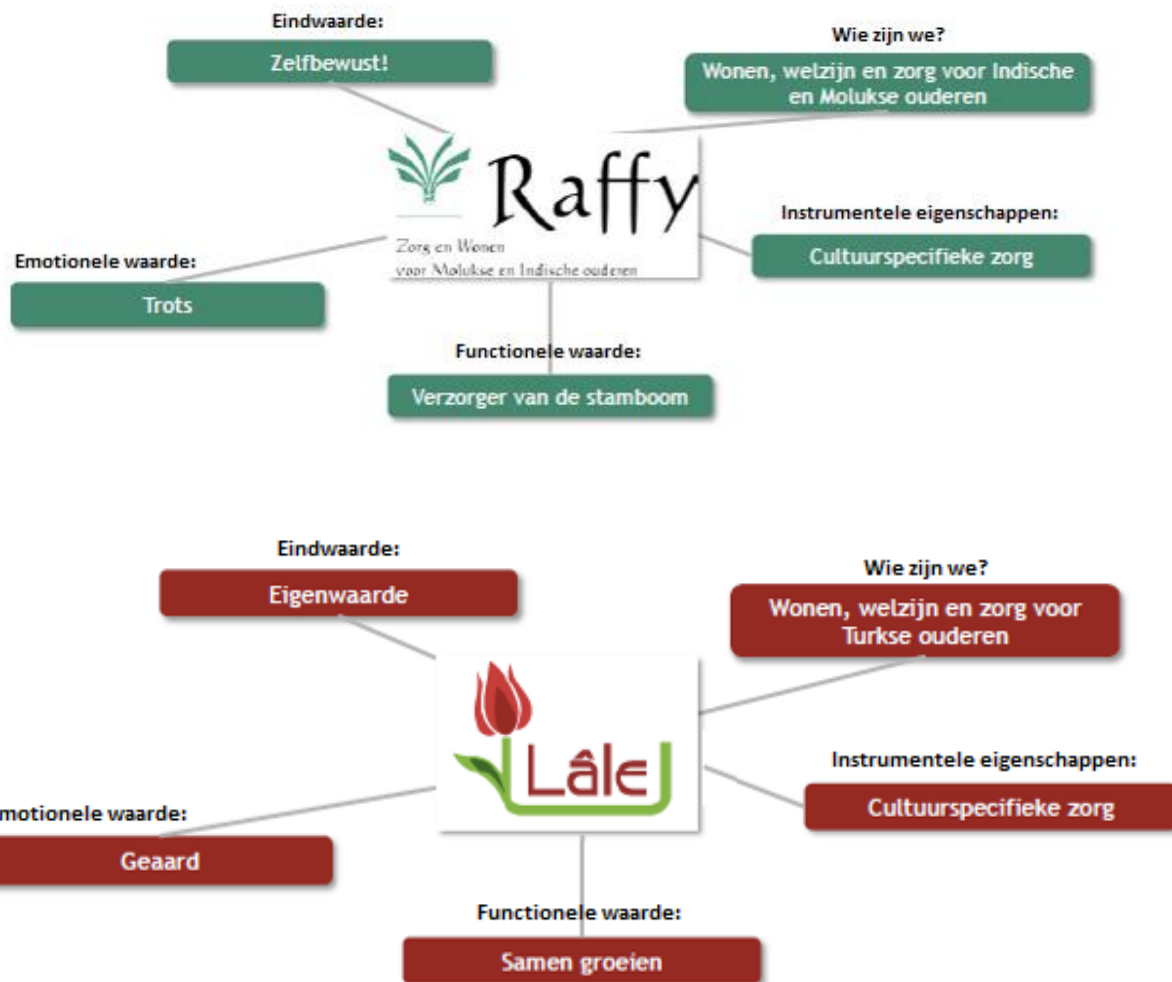 Eindwaarde:
Zelfbewust!
Wie zijn we?
Wonen, welzijn en zorg voor Indische
en Molukse ouderen
Raffy
Zorg en Wonen
voor Molukse en Indische ouderen
Instrumentele eigenschappen:
Cultuurspecifieke zorg
Emotionele waarde:
Trots
Functionele waarde:
Verzorger van de stamboom
Eindwaarde:
Eigenwaarde
Wie zijn we?
Wonen, welzijn en zorg voor
Turkse ouderen
Lâle
Instrumentele eigenschappen:
Cultuurspecifieke zorg
motionele waarde:
Geaard
Functionele waarde:
Samen groeien